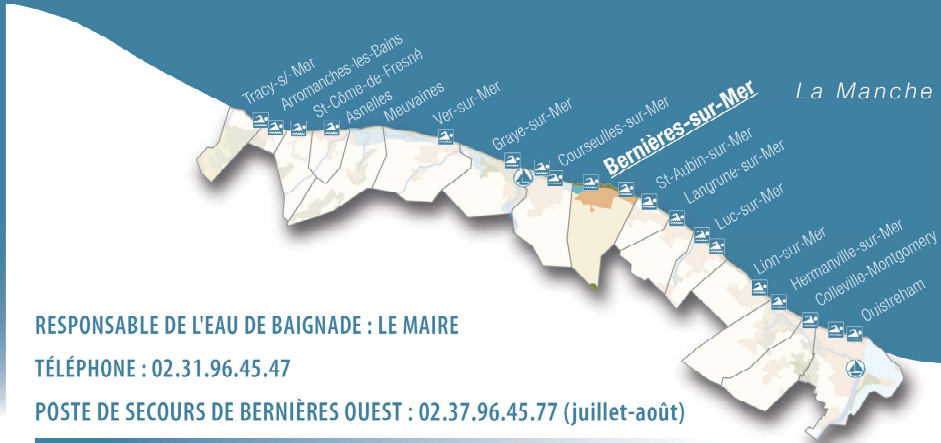 Tracy-s/-Mer
Arromanches-les-Bains
St-Côme-de-Fresné
Asnelles
Meuvaines
Ver-sur-Mer
Graye-sur-Mer
Courseulles-sur-Mer
Bernières-sur-Mer
St-Aubin-sur-Mer
Langrune-sur-Mer
Luc-sur-Mer
Lion-sur-Mer
Hermanville-sur-Mer
Colleville-Montgomery
Ouistreham
La Manche
RESPONSABLE DE L'EAU DE BAIGNADE : LE MAIRE
TÉLÉPHONE : 02.31.96.45.47
POSTE DE SECOURS DE BERNIÈRES OUEST : 02.37.96.45.77 (juillet-août)